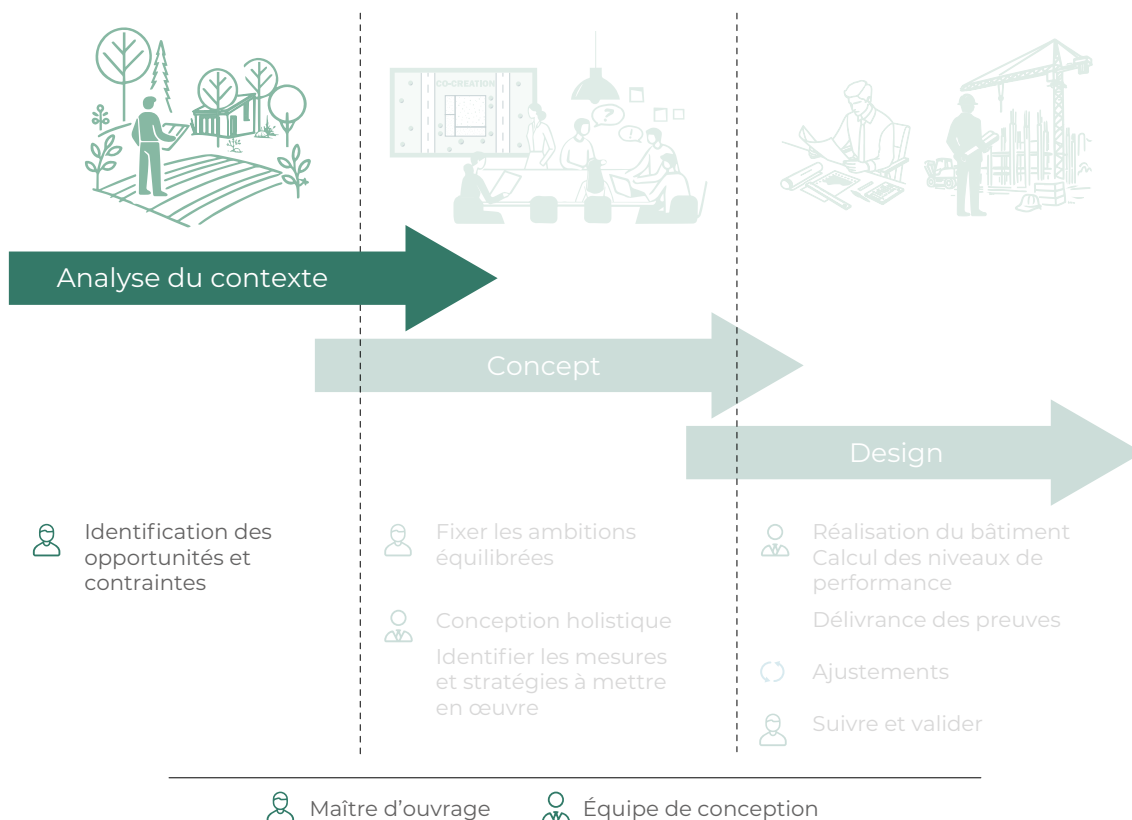 CO-CREATION
?
!
Analyse du contexte
Concept
Design
Identification des
opportunités et
contraintes
Fixer les ambitions
équilibrées
Conception holistique
Identifier les mesures
et stratégies à mettre
en œuvre
Réalisation du bâtiment
Calcul des niveaux de
performance
Délivrance des preuves
Ajustements
Suivre et valider
Maître d’ouvrage
Équipe de conception